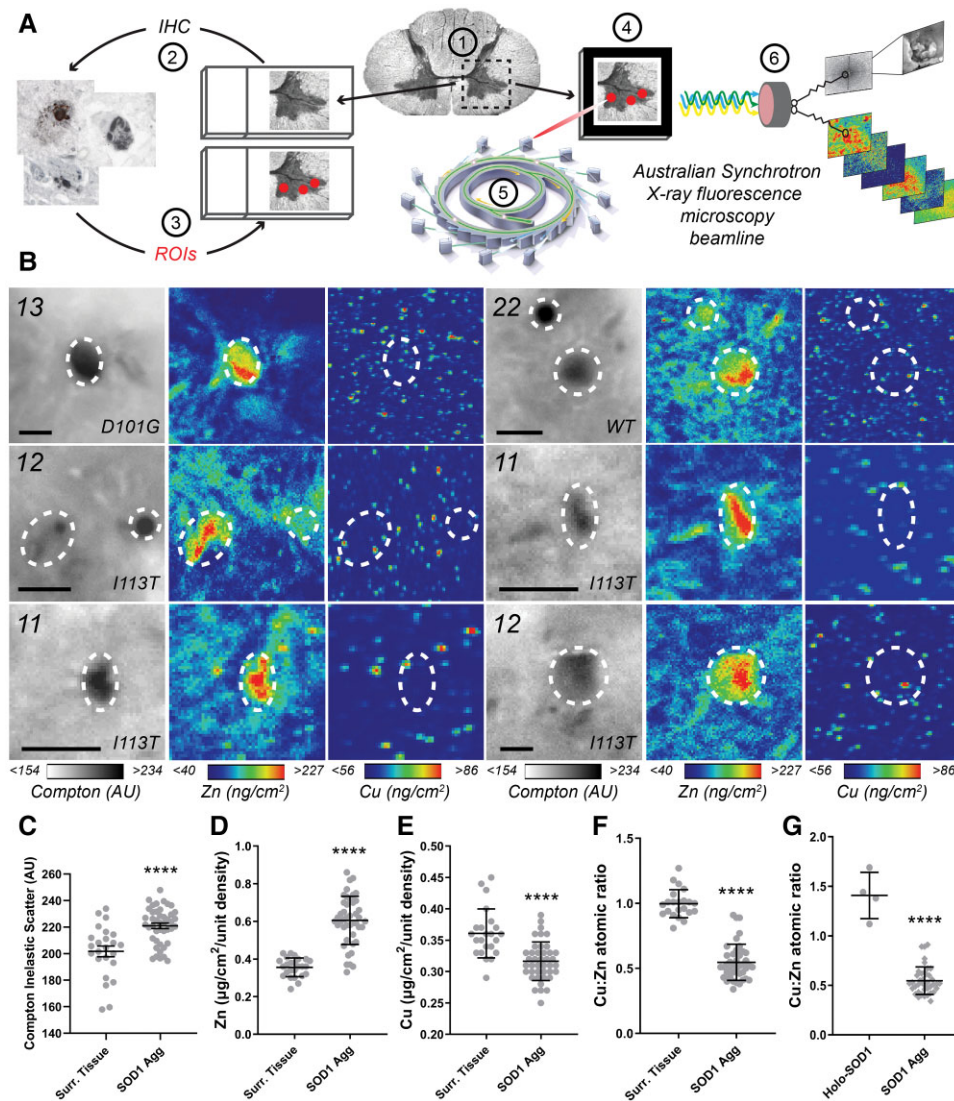 A
IHC
2
3
ROIs
1
4
5
6
Australian Synchrotron
X-ray fluorescence
microscopy
beamline
B
13
D101G
22
WT
12
I113T
11
I113T
11
I113T
12
I113T
<154 >234
Compton (AU)
<40 >227
Zn (ng/cm²)
<56 >86
Cu (ng/cm²)
<154 >234
Compton (AU)
<40 >227
Zn (ng/cm²)
<56 >86
Cu (ng/cm²)
C
Compton Inelastic Scatter (AU)
260
240
220
200
180
160
140
****
Surr. Tissue
SOD1 Agg
D
Zn (µg/cm²/unit density)
1.0
0.8
0.6
0.4
0.2
0.0
****
Surr. Tissue
SOD1 Agg
E
Cu (µg/cm²/unit density)
0.50
0.45
0.40
0.35
0.30
0.25
0.20
****
Surr. Tissue
SOD1 Agg
F
Cu:Zn atomic ratio
1.5
1.0
0.5
0.0
****
Surr. Tissue
SOD1 Agg
G
Cu:Zn atomic ratio
2.0
1.5
1.0
0.5
0.0
****
Holo-SOD1
SOD1 Agg